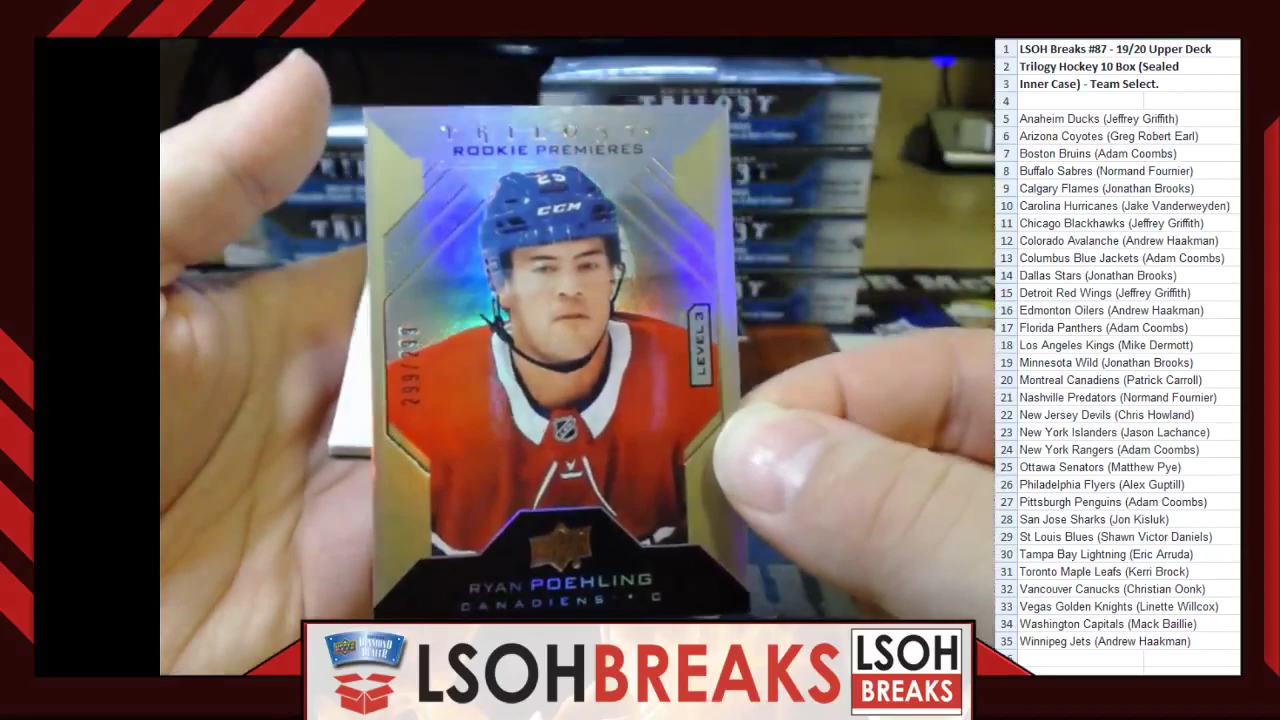 TRILOGY
ROOKIE PREMIERES
25
CCM
299/299
LEVEL 3
RYAN POEHLING
CANADIENS • C
TRILOGY
1 LSOH Breaks #87 - 19/20 Upper Deck
2 Trilogy Hockey 10 Box (Sealed
3 Inner Case) - Team Select.
4
5 Anaheim Ducks (Jeffrey Griffith)
6 Arizona Coyotes (Greg Robert Earl)
7 Boston Bruins (Adam Coombs)
8 Buffalo Sabres (Normand Fournier)
9 Calgary Flames (Jonathan Brooks)
10 Carolina Hurricanes (Jake Vanderweyden)
11 Chicago Blackhawks (Jeffrey Griffith)
12 Colorado Avalanche (Andrew Haakman)
13 Columbus Blue Jackets (Adam Coombs)
14 Dallas Stars (Jonathan Brooks)
15 Detroit Red Wings (Jeffrey Griffith)
16 Edmonton Oilers (Andrew Haakman)
17 Florida Panthers (Adam Coombs)
18 Los Angeles Kings (Mike Dermott)
19 Minnesota Wild (Jonathan Brooks)
20 Montreal Canadiens (Patrick Carroll)
21 Nashville Predators (Normand Fournier)
22 New Jersey Devils (Chris Howland)
23 New York Islanders (Jason Lachance)
24 New York Rangers (Adam Coombs)
25 Ottawa Senators (Matthew Pye)
26 Philadelphia Flyers (Alex Guptill)
27 Pittsburgh Penguins (Adam Coombs)
28 San Jose Sharks (Jon Kisluk)
29 St Louis Blues (Shawn Victor Daniels)
30 Tampa Bay Lightning (Eric Arruda)
31 Toronto Maple Leafs (Kerri Brock)
32 Vancouver Canucks (Christian Oonk)
33 Vegas Golden Knights (Linette Willcox)
34 Washington Capitals (Mack Baillie)
35 Winnipeg Jets (Andrew Haakman)
DIAMOND DEALER
LSOHBREAKS
LSOH
BREAKS